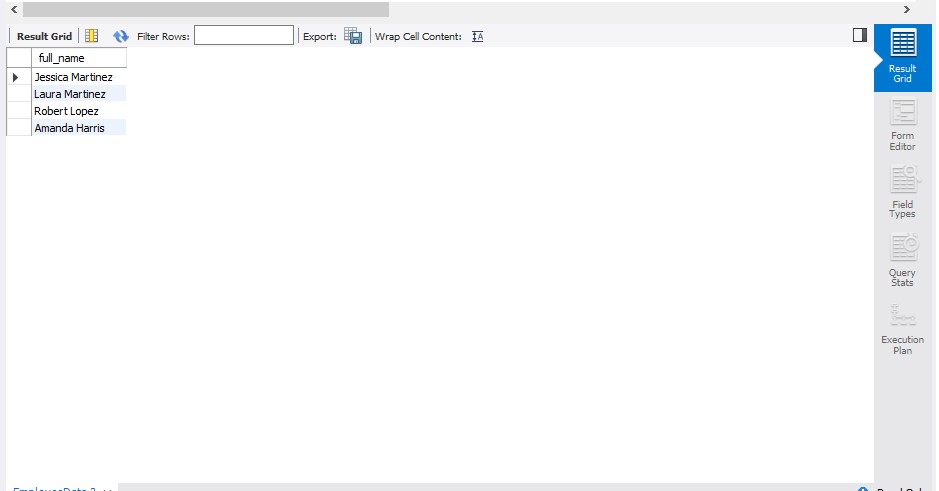 Result Grid
Filter Rows:
Export:
Wrap Cell Content:
full_name
Jessica Martinez
Laura Martinez
Robert Lopez
Amanda Harris
Result
Grid
Form
Editor
Field
Types
Query
Stats
Execution
Plan